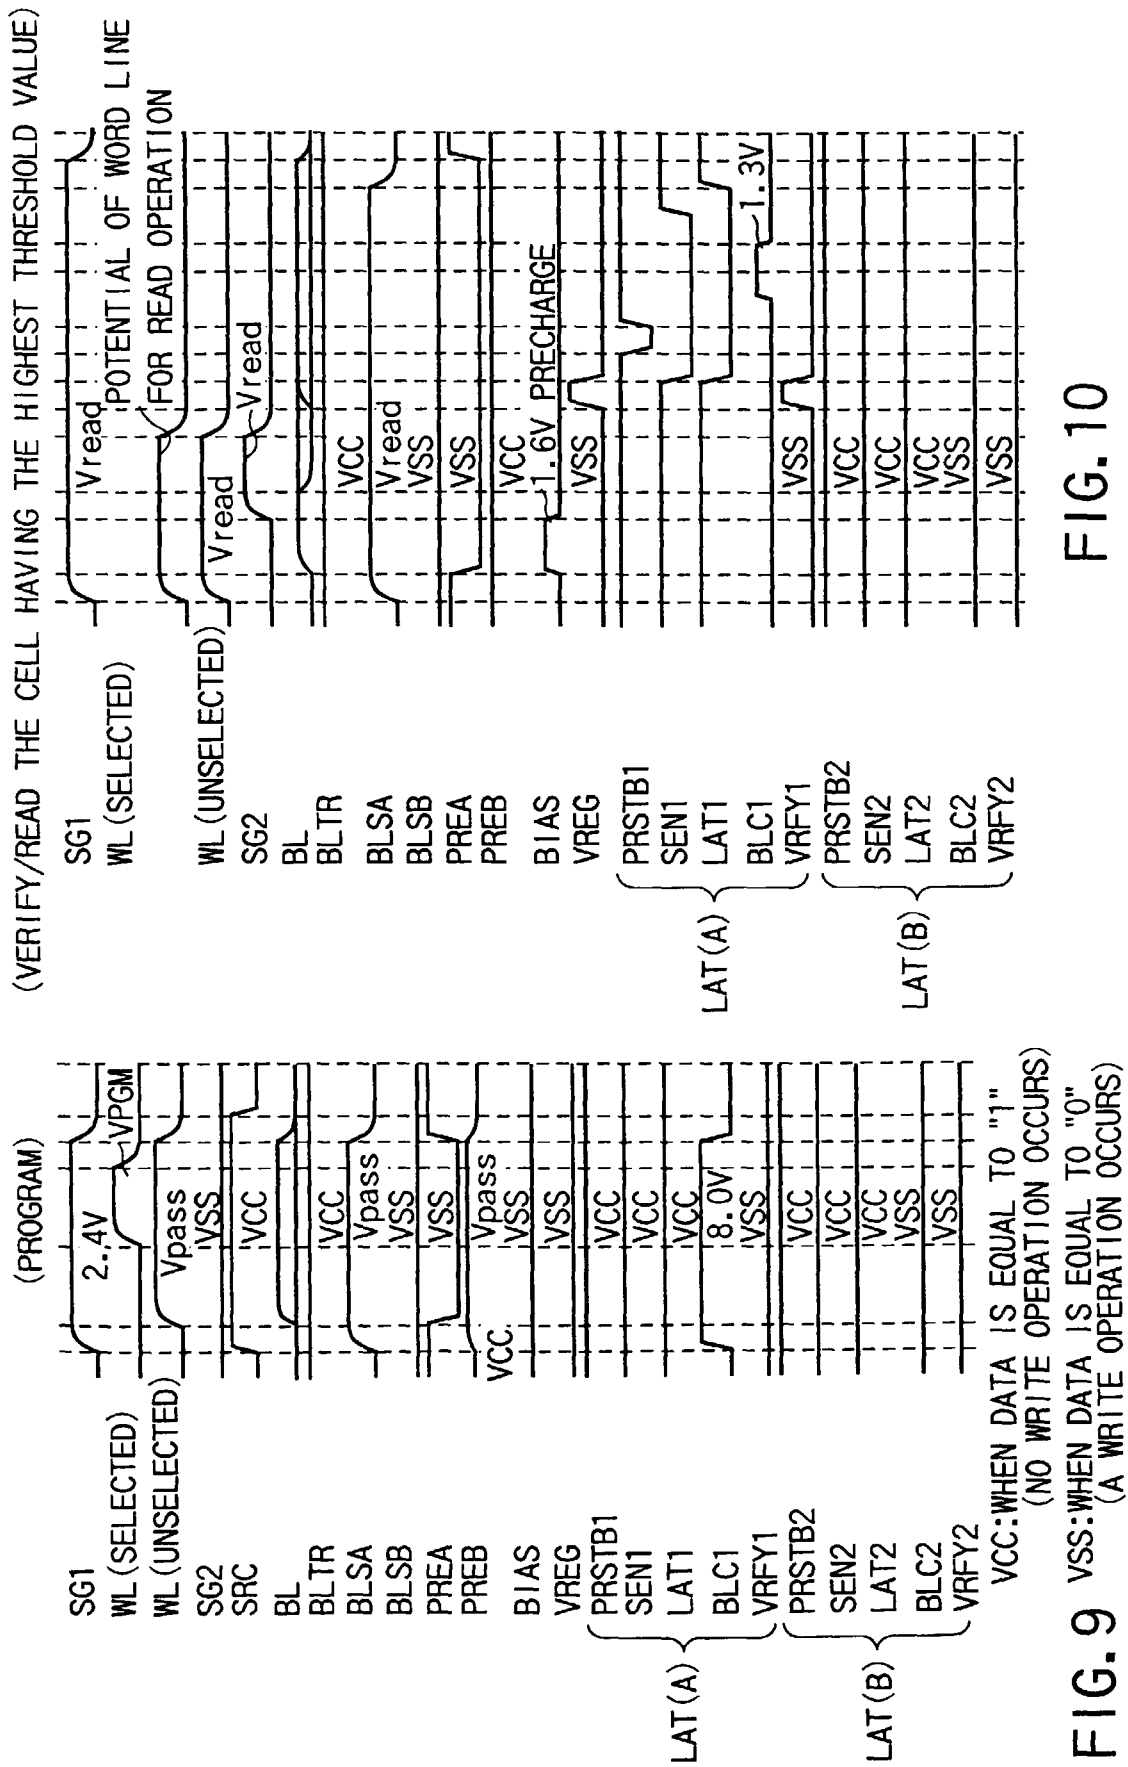 (PROGRAM)
SG1
2.4V
WL(SELECTED)
VPGM
WL(UNSELECTED)
Vpass
SG2
VSS
SRC
VCC
BL
BLTR
VCC
BLSA
Vpass
BLSB
VSS
PREA
VSS
PREB
Vpass
VCC
BIAS
VSS
VREG
VSS
LAT(A)
PRSTB1
VCC
SEN1
VCC
LAT1
VCC
BLC1
8.0V
VRFY1
VSS
LAT(B)
PRSTB2
VCC
SEN2
VCC
LAT2
VCC
BLC2
VSS
VRFY2
VSS
VCC:WHEN DATA IS EQUAL TO "1"
(NO WRITE OPERATION OCCURS)
VSS:WHEN DATA IS EQUAL TO "0"
(A WRITE OPERATION OCCURS)
FIG. 9
(VERIFY/READ THE CELL HAVING THE HIGHEST THRESHOLD VALUE)
SG1
Vread
WL(SELECTED)
POTENTIAL OF WORD LINE
FOR READ OPERATION
WL(UNSELECTED)
Vread
SG2
Vread
BL
BLTR
VCC
BLSA
Vread
BLSB
VSS
PREA
VSS
PREB
VCC
BIAS
1.6V PRECHARGE
VREG
VSS
LAT(A)
PRSTB1
SEN1
LAT1
BLC1
1.3V
VRFY1
VSS
LAT(B)
PRSTB2
VCC
SEN2
VCC
LAT2
VCC
BLC2
VSS
VRFY2
VSS
FIG. 10